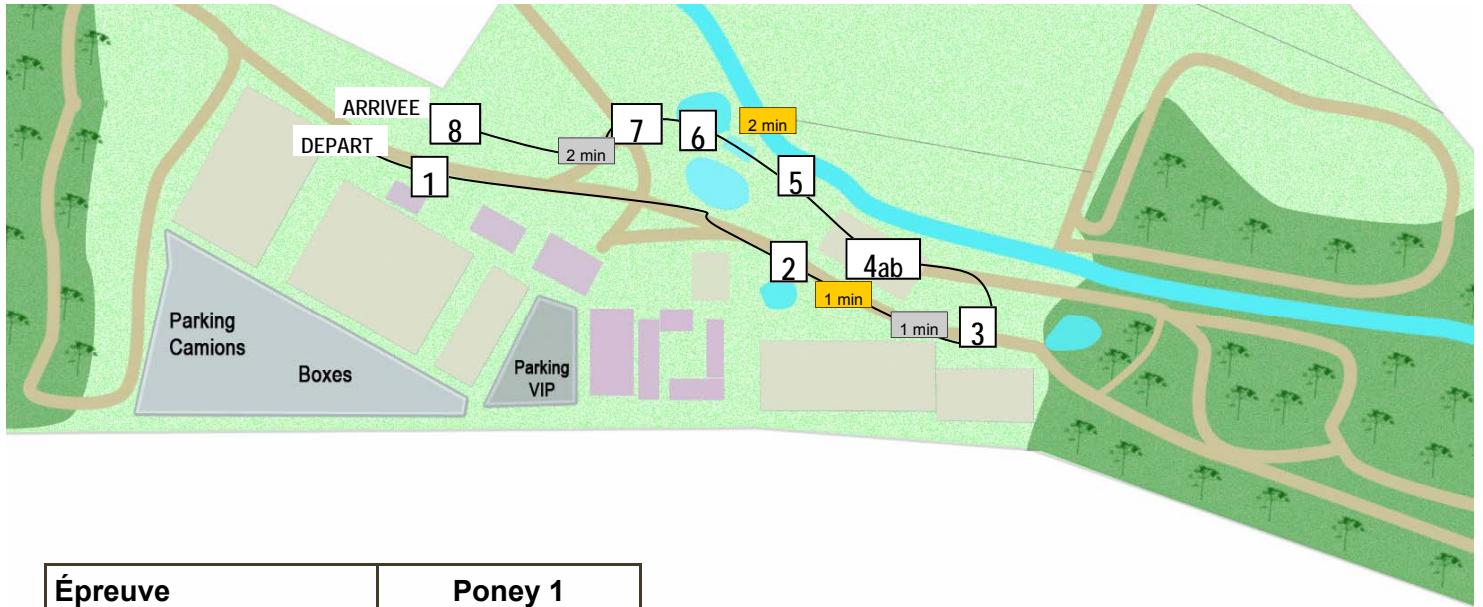 ARRIVEE
8
7
6
2 min
DEPART
2 min
1
5
2
4ab
1 min
1 min
3
Parking
Camions
Boxes
Parking
VIP
Épreuve Poney 1